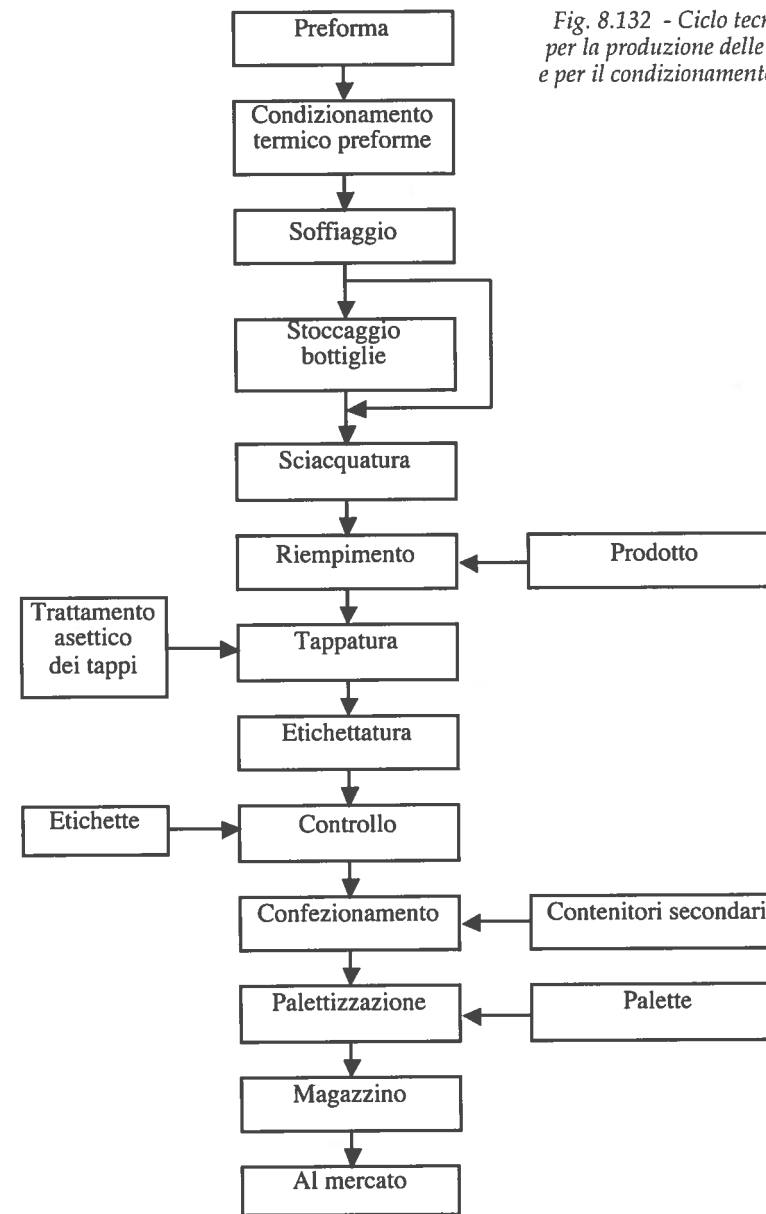 Preforma
Fig. 8.132 - Ciclo tecn
per la produzione delle
e per il condizionament
Condizionamento
termico preforme
Soffiaggio
Stoccaggio
bottiglie
Sciacquatura
Riempimento
Prodotto
Trattamento
asettico
dei tappi
Tappatura
Etichettatura
Etichette
Controllo
Confezionamento
Contenitori secondari
Palettizzazione
Palette
Magazzino
Al mercato